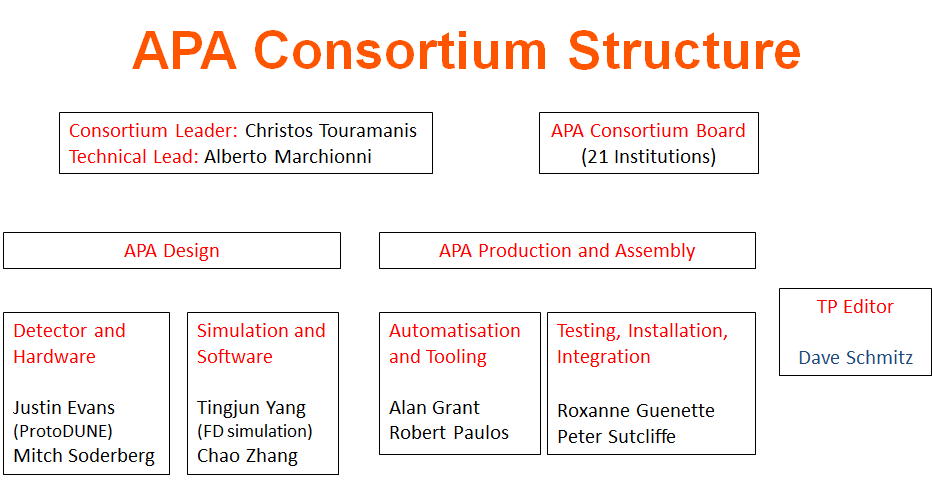 APA Consortium Structure
Consortium Leader: Christos Touramanis
Technical Lead: Alberto Marchionni
APA Consortium Board
(21 Institutions)
APA Design
APA Production and Assembly
Detector and
Hardware
Justin Evans
(ProtoDUNE)
Mitch Soderberg
Simulation and
Software
Tingjun Yang
(FD simulation)
Chao Zhang
Automatisation
and Tooling
Alan Grant
Robert Paulos
Testing, Installation,
Integration
Roxanne Guenette
Peter Sutcliffe
TP Editor
Dave Schmitz